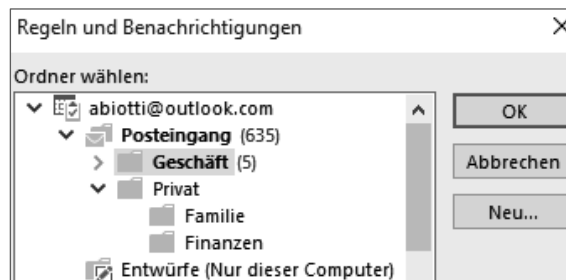 Regeln und Benachrichtigungen
Ordner wählen:
abiotti@outlook.com
Posteingang (635)
Geschäft (5)
Privat
Familie
Finanzen
Entwürfe (Nur dieser Computer)
OK
Abbrechen
Neu...